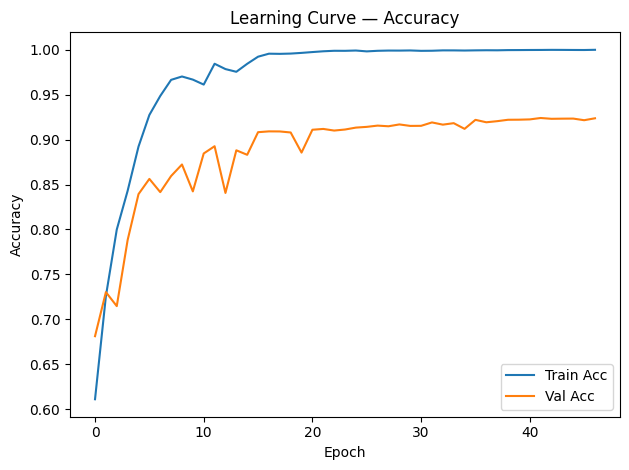 Learning Curve — Accuracy
1.00
0.95
0.90
0.85
0.80
0.75
0.70
0.65
0.60
Accuracy
Train Acc
Val Acc
0 10 20 30 40
Epoch